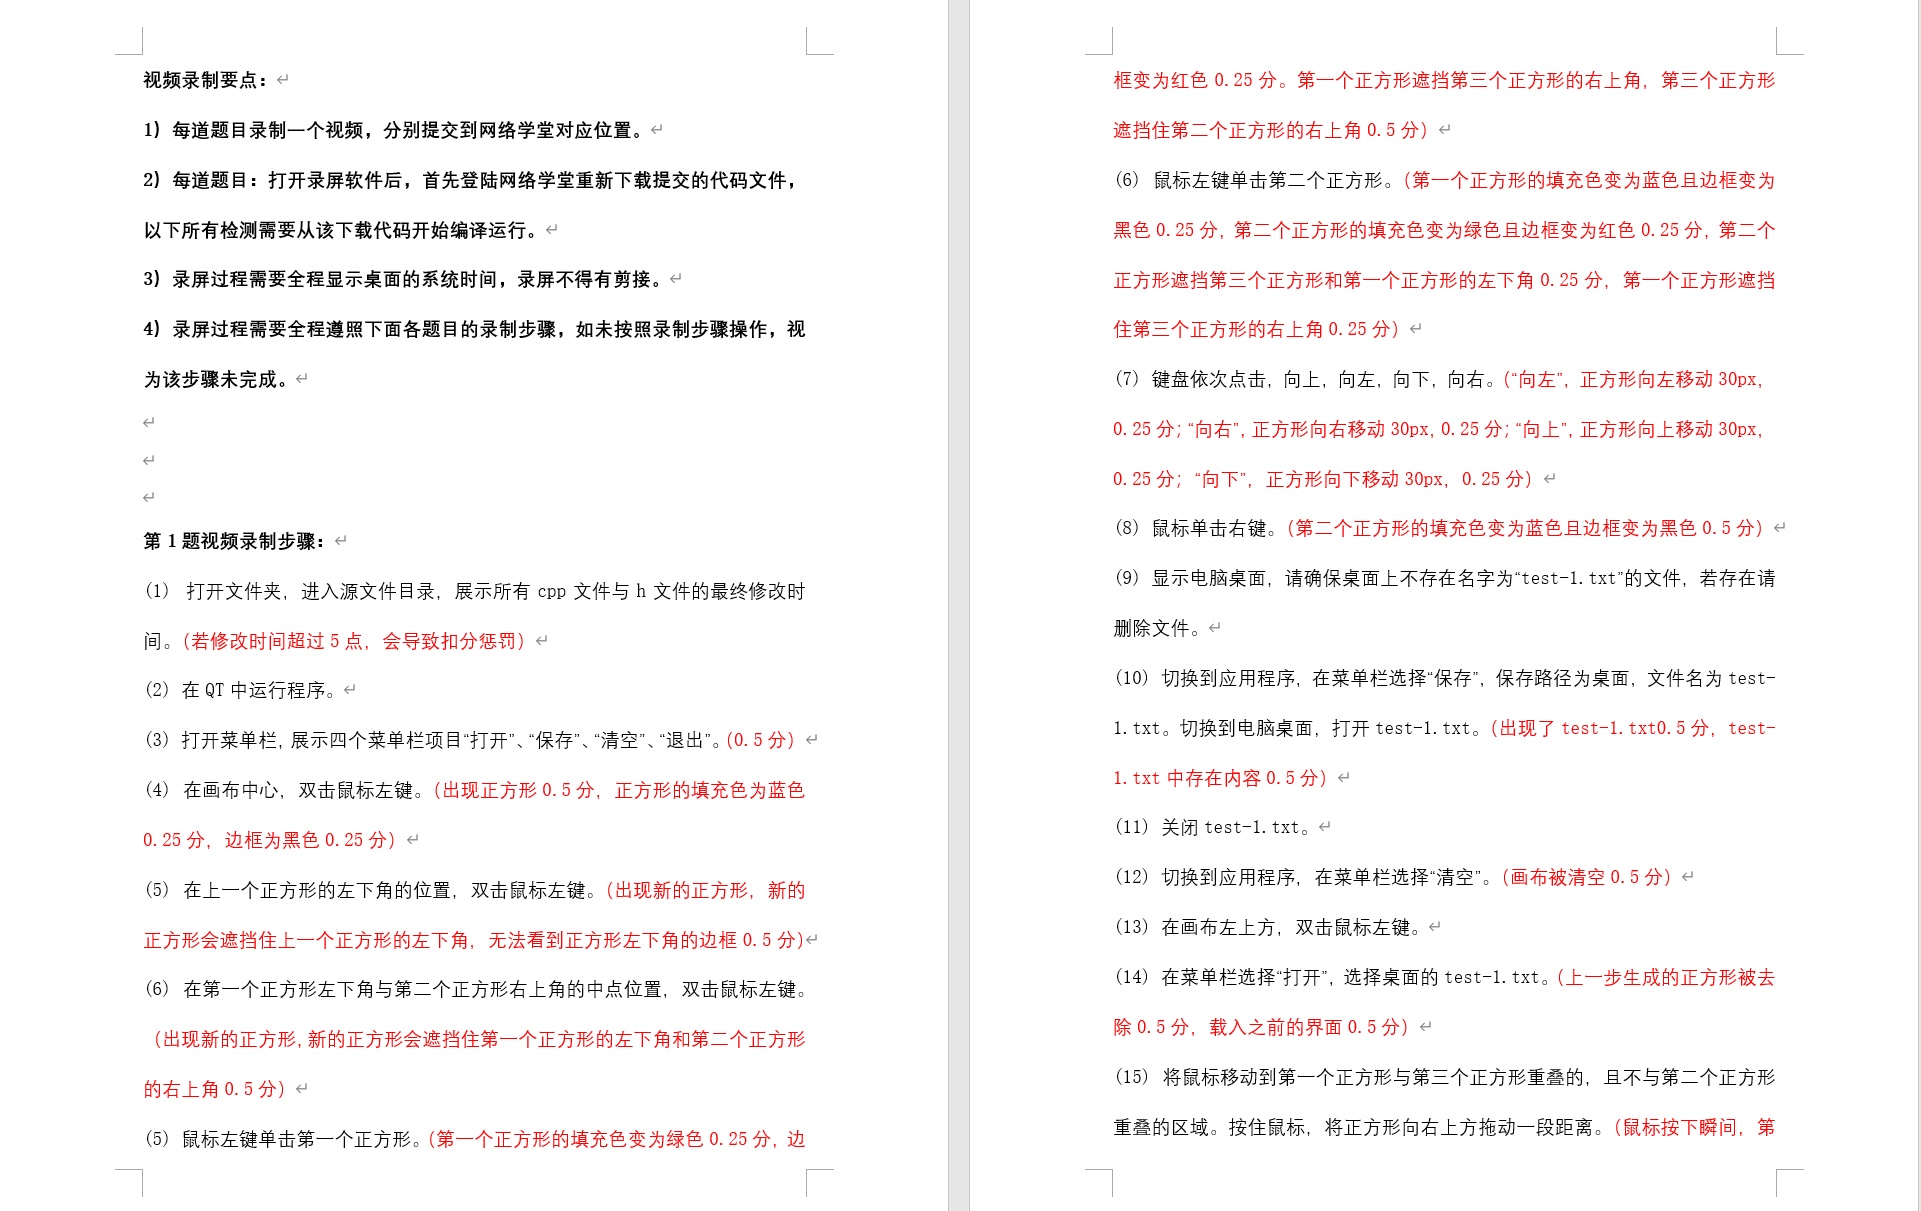 视频录制要点：
1）每道题目录制一个视频，分别提交到网络学堂对应位置。
2）每道题目：打开录屏软件后，首先登陆网络学堂重新下载提交的代码文件，
以下所有检测需要从该下载代码开始编译运行。
3）录屏过程需要全程显示桌面的系统时间，录屏不得有剪接。
4）录屏过程需要全程遵照下面各题目的录制步骤，如未按照录制步骤操作，视
为该步骤未完成。
第 1 题视频录制步骤：
(1) 打开文件夹，进入源文件目录，展示所有 cpp 文件与 h 文件的最终修改时
间。（若修改时间超过 5 点，会导致扣分惩罚）
(2) 在 QT 中运行程序。
(3) 打开菜单栏，展示四个菜单栏项目“打开”、“保存”、“清空”、“退出”。（0.5 分）
(4) 在画布中心，双击鼠标左键。（出现正方形 0.5 分，正方形的填充色为蓝色
0.25 分，边框为黑色 0.25 分）
(5) 在上一个正方形的左下角的位置，双击鼠标左键。（出现新的正方形，新的
正方形会遮挡住上一个正方形的左下角，无法看到正方形左下角的边框 0.5 分）
(6) 在第一个正方形左下角与第二个正方形右上角的中点位置，双击鼠标左键。
（出现新的正方形，新的正方形会遮挡住第一个正方形的左下角和第二个正方形
的右上角 0.5 分）
(5) 鼠标左键单击第一个正方形。（第一个正方形的填充色变为绿色 0.25 分，边
框变为红色 0.25 分。第一个正方形遮挡第三个正方形的右上角，第三个正方形
遮挡住第二个正方形的右上角 0.5 分）
(6) 鼠标左键单击第二个正方形。（第一个正方形的填充色变为蓝色且边框变为
黑色 0.25 分，第二个正方形的填充色变为绿色且边框变为红色 0.25 分，第二个
正方形遮挡第三个正方形和第一个正方形的左下角 0.25 分，第一个正方形遮挡
住第三个正方形的右上角 0.25 分）
(7) 键盘依次点击，向上，向左，向下，向右。（“向左”，正方形向左移动 30px，
0.25 分；“向右”，正方形向右移动 30px，0.25 分；“向上”，正方形向上移动 30px，
0.25 分；“向下”，正方形向下移动 30px，0.25 分）
(8) 鼠标单击右键。（第二个正方形的填充色变为蓝色且边框变为黑色 0.5 分）
(9) 显示电脑桌面，请确保桌面上不存在名字为“test-1.txt”的文件，若存在请
删除文件。
(10) 切换到应用程序，在菜单栏选择“保存”，保存路径为桌面，文件名为 test-
1.txt。切换到电脑桌面，打开 test-1.txt。（出现了 test-1.txt0.5 分，test-
1.txt 中存在内容 0.5 分）
(11) 关闭 test-1.txt。
(12) 切换到应用程序，在菜单栏选择“清空”。（画布被清空 0.5 分）
(13) 在画布左上方，双击鼠标左键。
(14) 在菜单栏选择“打开”，选择桌面的 test-1.txt。（上一步生成的正方形被去
除 0.5 分，载入之前的界面 0.5 分）
(15) 将鼠标移动到第一个正方形与第三个正方形重叠的，且不与第二个正方形
重叠的区域。按住鼠标，将正方形向右上方拖动一段距离。（鼠标按下瞬间，第